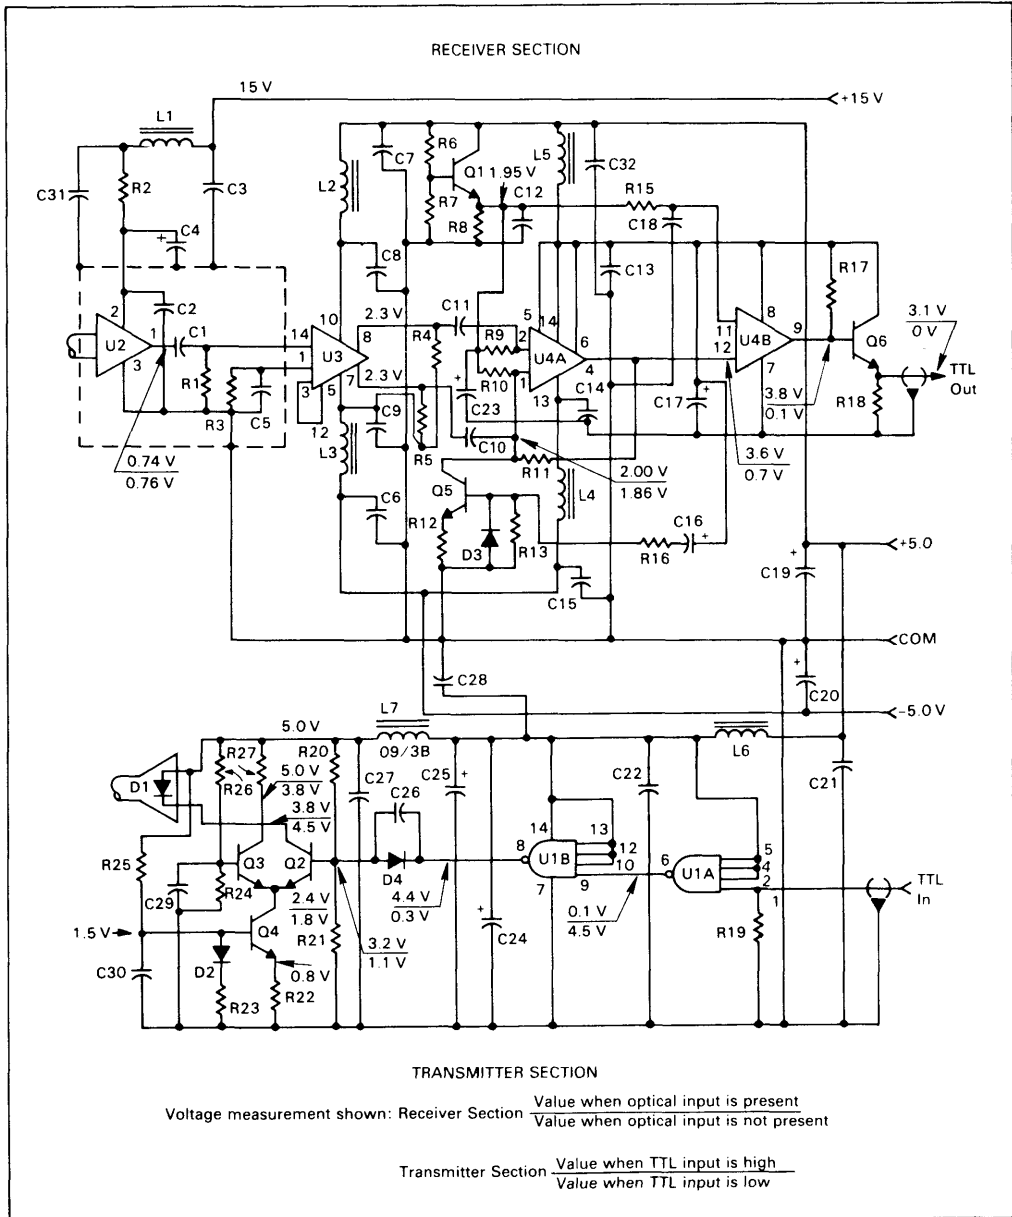 RECEIVER SECTION
15 V
+15 V
L1
C31
R2
C3
C4
+
L2
C7
R6
Q1
1.95 V
L5
C32
R7
R8
C12
R15
C18
C8
C13
R17
C2
2
U2
1
3
C1
R1
R3
C5
14
10
1
U3
8
7
3
5
12
2.3 V
2.3 V
R4
C11
R9
R10
C23
+
5
14
2
U4A
6
1
4
13
C14
C17
+
11
8
U4B
9
12
7
Q6
3.1 V
0 V
TTL
Out
R18
3.8 V
0.1 V
3.6 V
0.7 V
C9
L3
R5
C10
R11
2.00 V
1.86 V
L4
0.74 V
0.76 V
C6
Q5
R12
D3
R13
R16
C16
+
C15
+5.0
+
C19
COM
+
C20
-5.0 V
C28
L7
09/3B
5.0 V
L6
C21
D1
R27
R26
R20
5.0 V
3.8 V
3.8 V
4.5 V
C27
C25
+
C26
C22
R25
Q3
Q2
D4
8
14
13
12
10
U1B
9
7
6
U1A
5
4
2
1
TTL
In
C29
R24
2.4 V
1.8 V
R21
4.4 V
0.3 V
0.1 V
4.5 V
R19
1.5 V
Q4
3.2 V
1.1 V
+
C24
C30
D2
0.8 V
R23
R22
TRANSMITTER SECTION
Voltage measurement shown: Receiver Section Value when optical input is present
Value when optical input is not present
Transmitter Section Value when TTL input is high
Value when TTL input is low